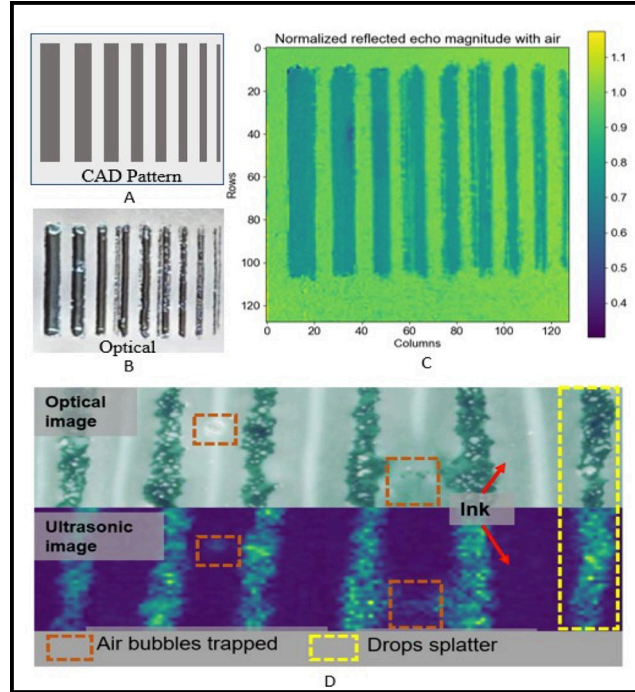 CAD Pattern
A
Optical
B
Normalized reflected echo magnitude with air
0
20
40
60
80
100
120
Rows
0
20
40
60
80
100
120
Columns
1.1
1.0
0.9
0.8
0.7
0.6
0.5
0.4
C
Optical
image
Ink
Ultrasonic
image
Air bubbles trapped
Drops splatter
D